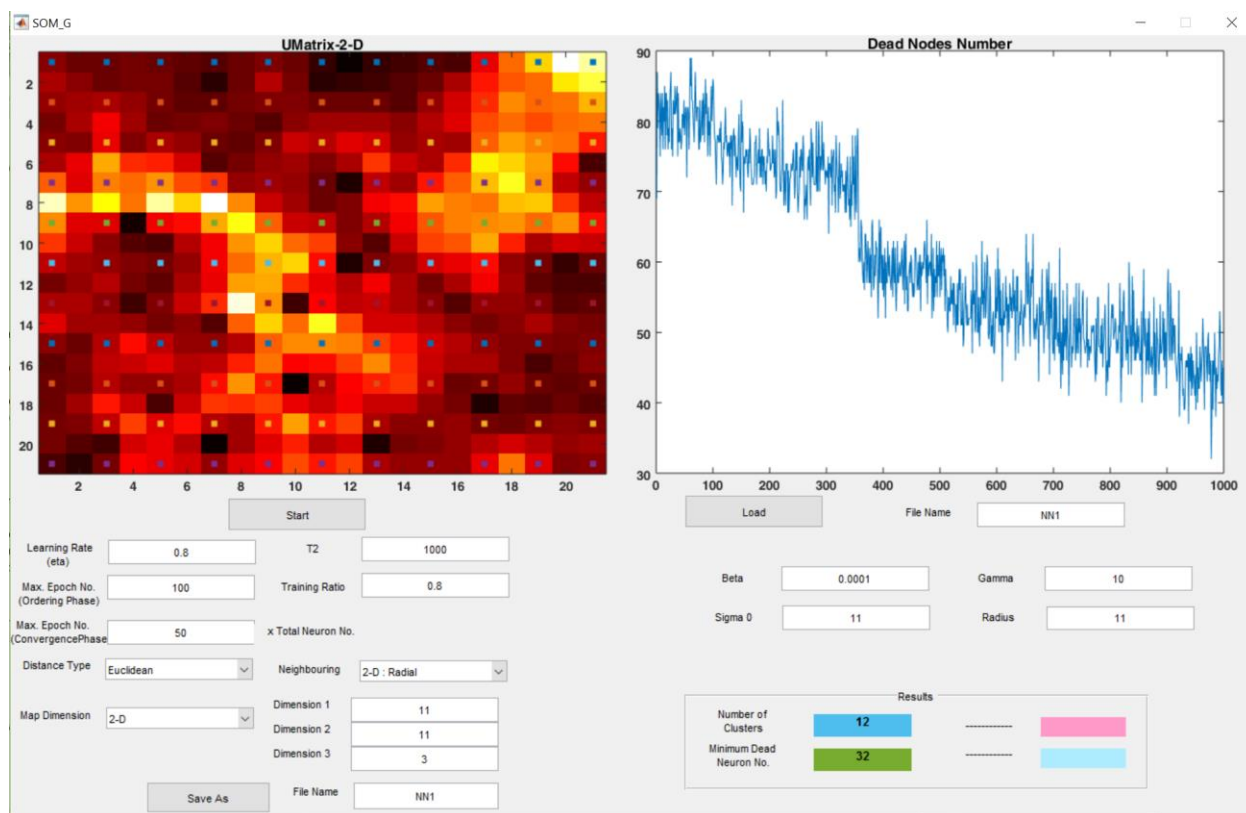 SOM_G
UMatrix-2-D
2
4
6
8
10
12
14
16
18
20
2 4 6 8 10 12 14 16 18 20
Dead Nodes Number
90
80
70
60
50
40
30
0 100 200 300 400 500 600 700 800 900 1000
Start
Load
File Name
NN1
Learning Rate
(eta)
0.8
T2
1000
Max. Epoch No.
(Ordering Phase)
100
Training Ratio
0.8
Max. Epoch No.
(ConvergencePhase
50
x Total Neuron No.
Distance Type
Euclidean
Neighbouring
2-D : Radial
Map Dimension
2-D
Dimension 1
11
Dimension 2
11
Dimension 3
3
Save As
File Name
NN1
Beta
0.0001
Gamma
10
Sigma 0
11
Radius
11
Results
Number of
Clusters
12
------------
Minimum Dead
Neuron No.
32
------------